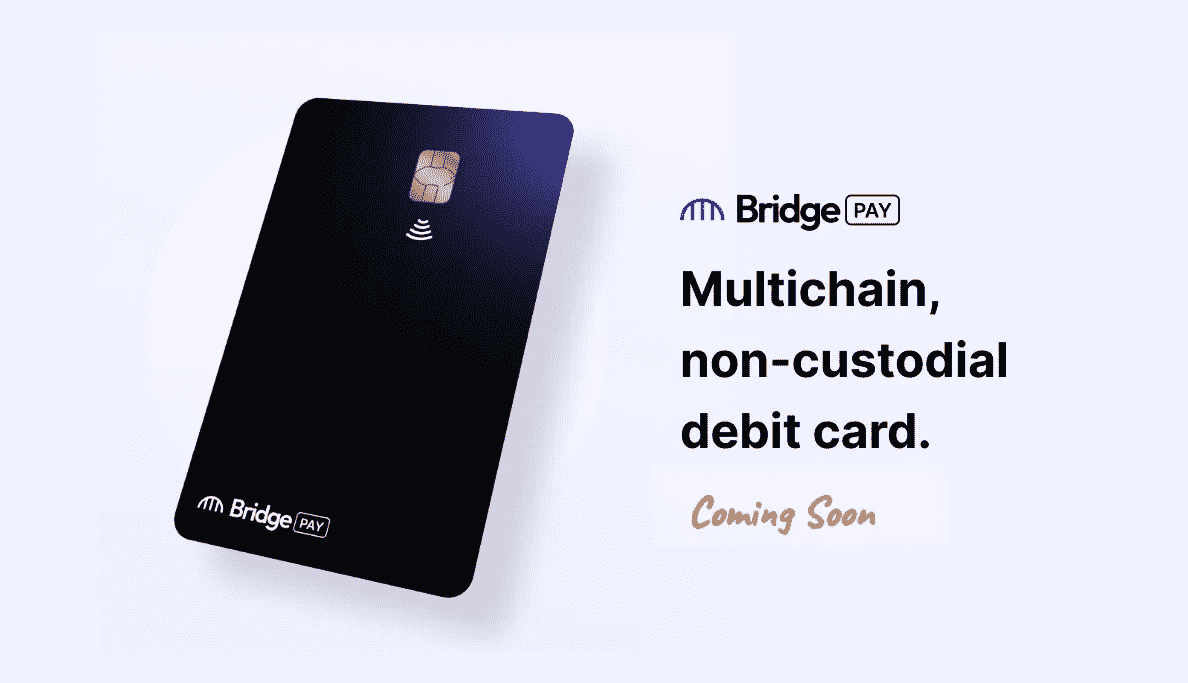 Bridge PAY
Multichain,
non-custodial
debit card.
Coming Soon
Bridge PAY